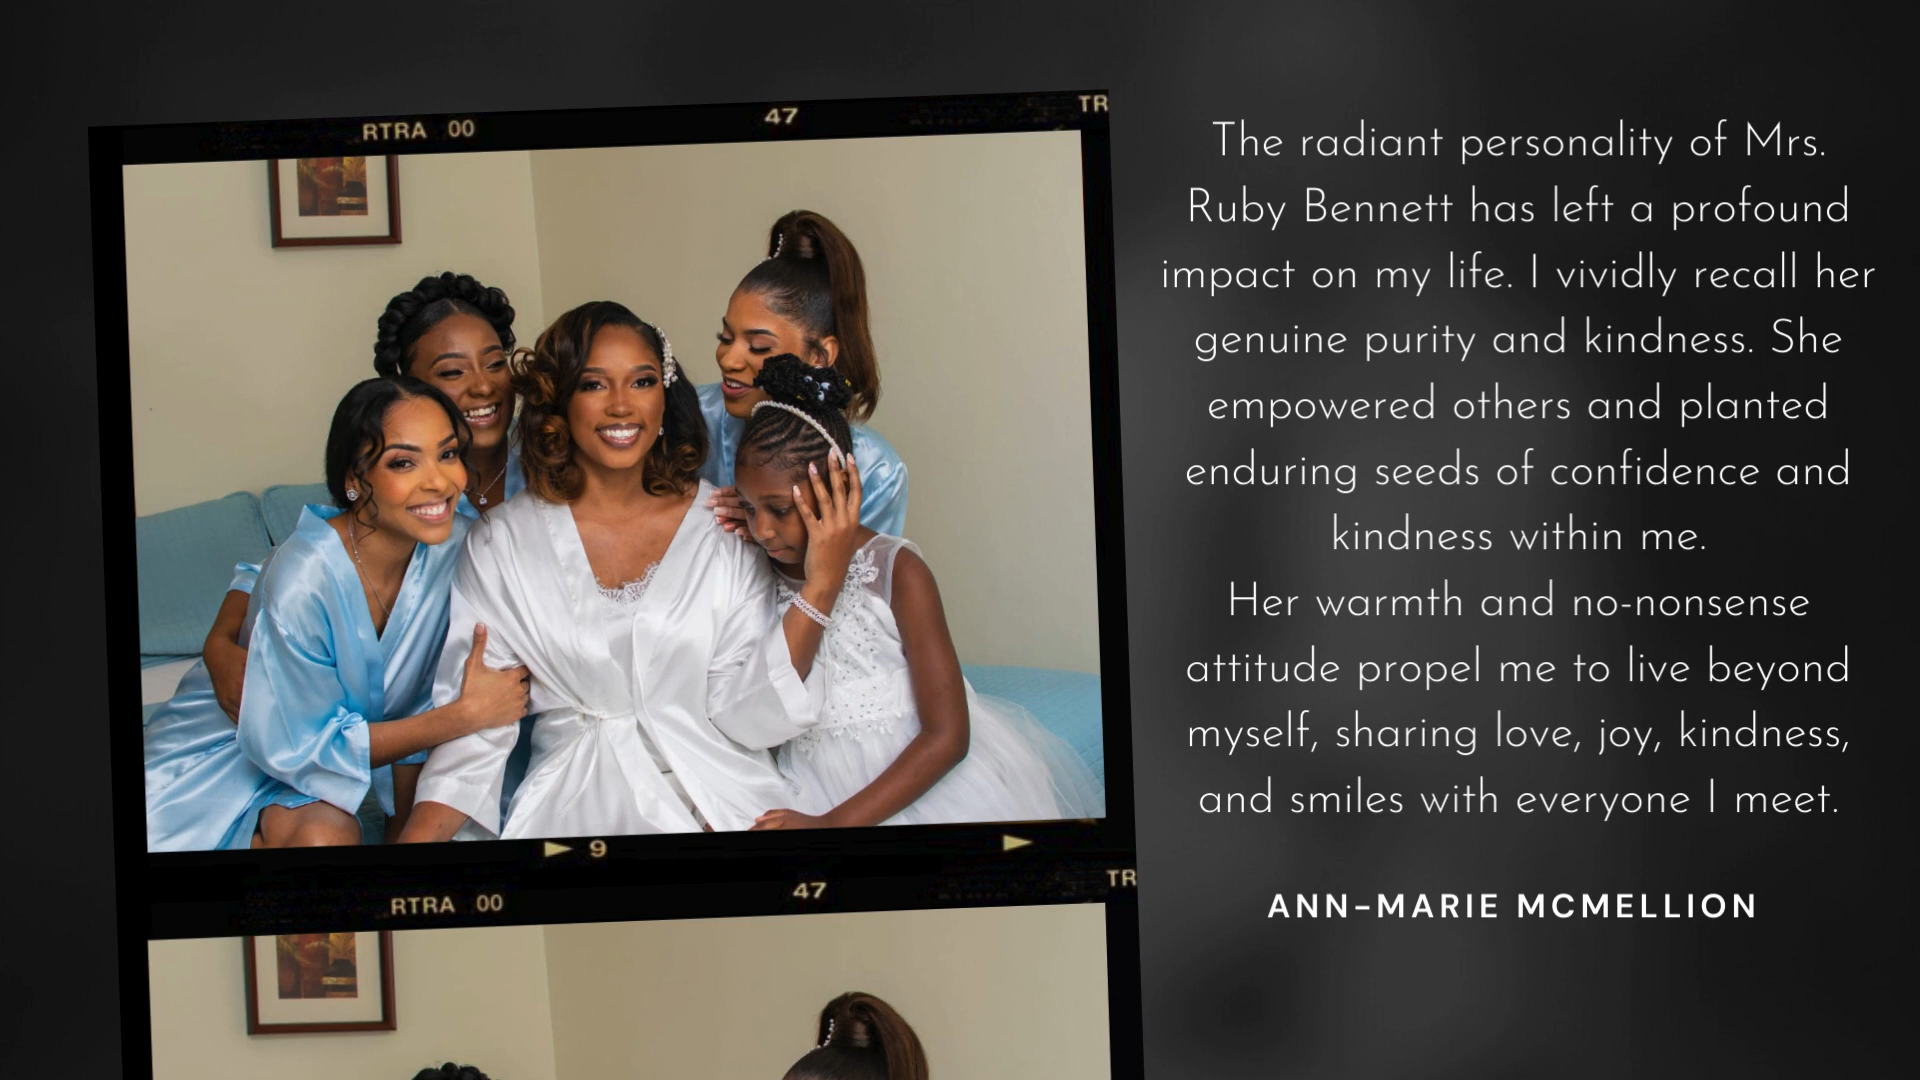 RTRA 00 47 TR
The radiant personality of Mrs.
Ruby Bennett has left a profound
impact on my life. I vividly recall her
genuine purity and kindness. She
empowered others and planted
enduring seeds of confidence and
kindness within me.
Her warmth and no-nonsense
attitude propel me to live beyond
myself, sharing love, joy, kindness,
and smiles with everyone I meet.
ANN-MARIE MCMELLION
9
RTRA 00 47 TR